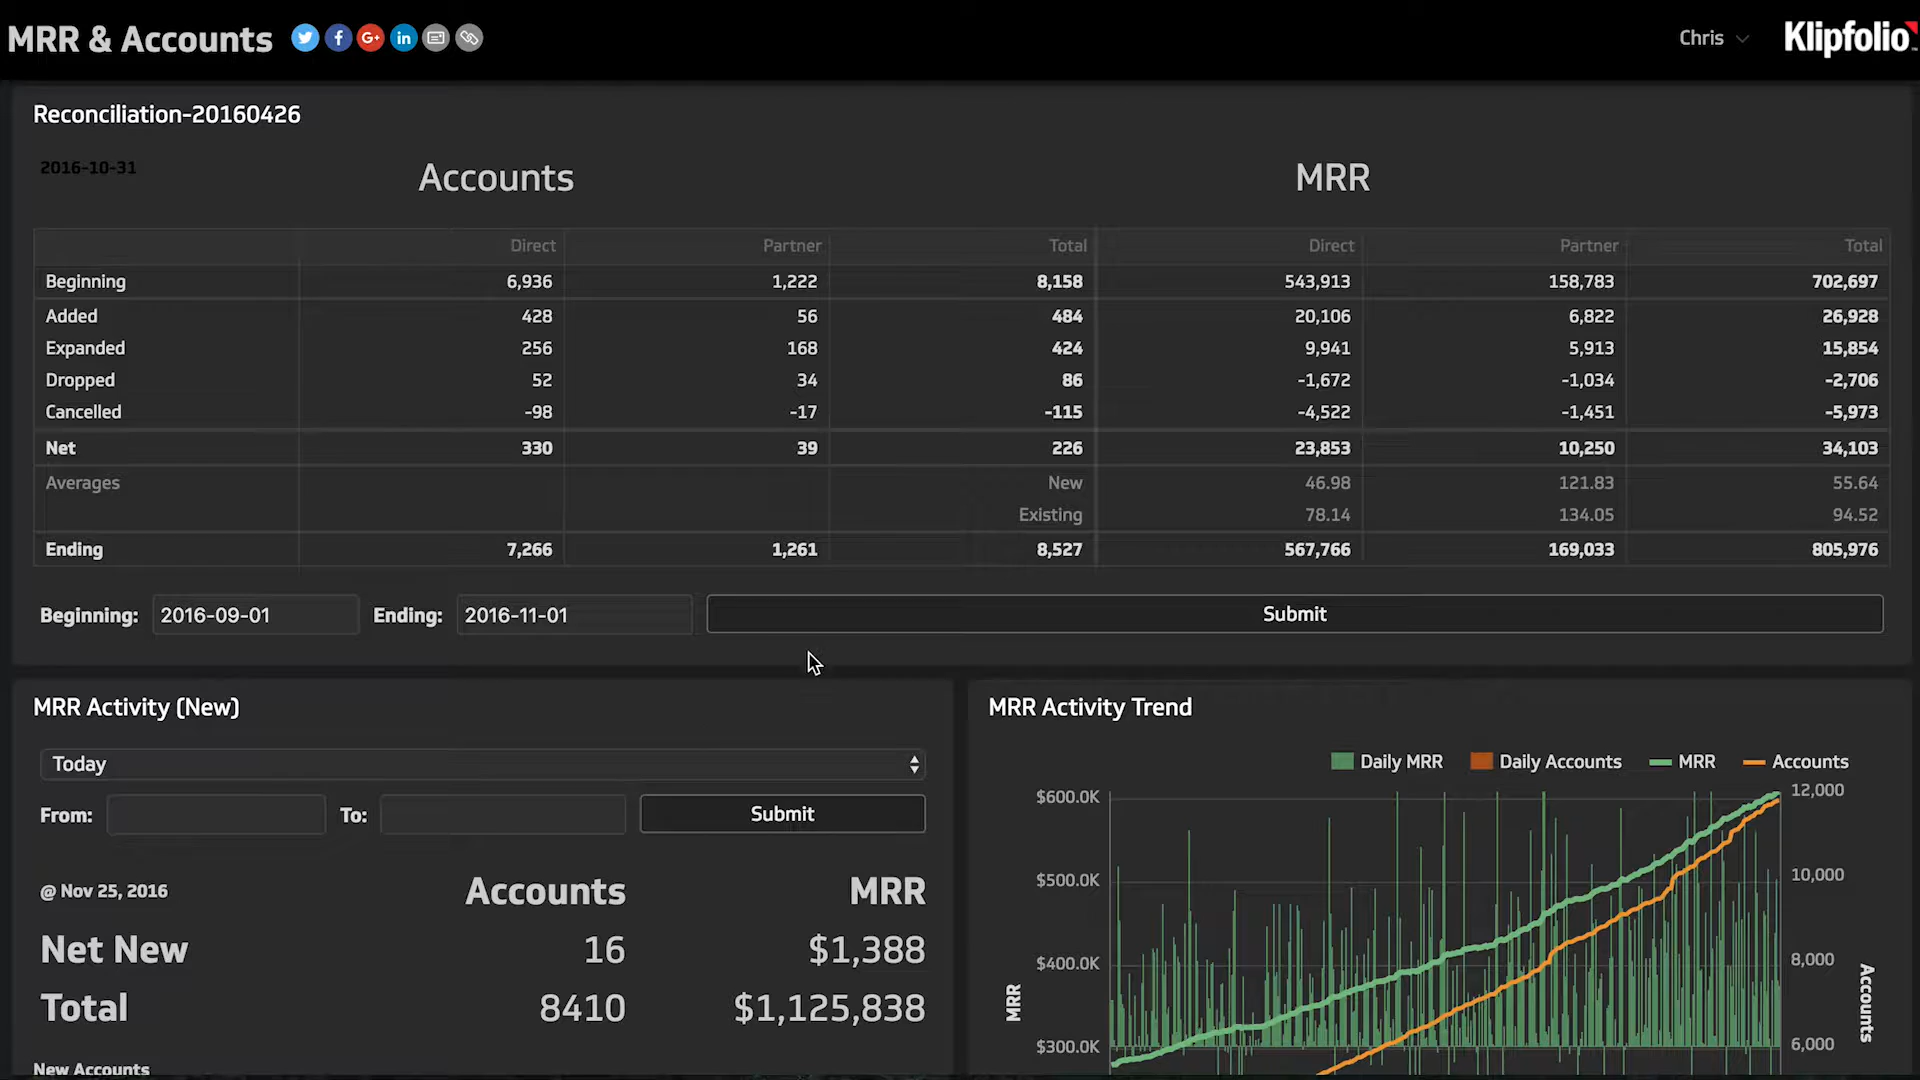 MRR & Accounts
Chris
Klipfolio
Reconciliation-20160426
2016-10-31
Accounts MRR
Direct Partner Total Direct Partner Total
Beginning 6,936 1,222 8,158 543,913 158,783 702,697
Added 428 56 484 20,106 6,822 26,928
Expanded 256 168 424 9,941 5,913 15,854
Dropped 52 34 86 -1,672 -1,034 -2,706
Cancelled -98 -17 -115 -4,522 -1,451 -5,973
Net 330 39 226 23,853 10,250 34,103
Averages New 46.98 121.83 55.64
Existing 78.14 134.05 94.52
Ending 7,266 1,261 8,527 567,766 169,033 805,976
Beginning: 2016-09-01 Ending: 2016-11-01 Submit
MRR Activity (New)
Today
From: To: Submit
@ Nov 25, 2016 Accounts MRR
Net New 16 $1,388
Total 8410 $1,125,838
New Accounts
MRR Activity Trend
Daily MRR Daily Accounts MRR Accounts
$600.0K 12,000
$500.0K 10,000
$400.0K 8,000
$300.0K 6,000
MRR
Accounts